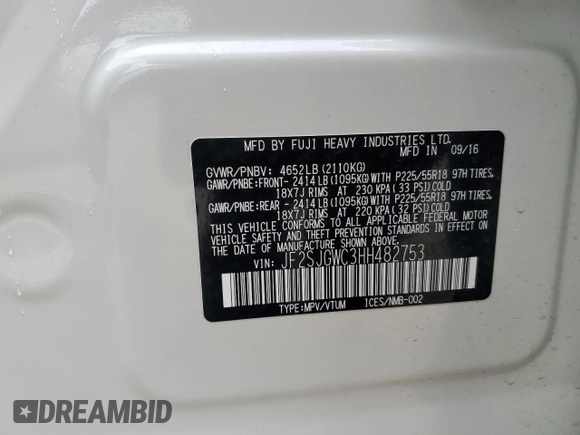 MFD BY FUJI HEAVY INDUSTRIES LTD.
MFD IN 09/16
GVWR/PNBV: 4652LB (2110KG)
GAWR/PNBE:FRONT- 2414LB (1095KG) WITH P225/55R18 97H TIRES,
18X7J RIMS AT 230 KPA (33 PSI) COLD
GAWR/PNBE:REAR - 2414LB (1095KG) WITH P225/55R18 97H TIRES,
18X7J RIMS AT 220 KPA (32 PSI) COLD
THIS VEHICLE CONFORMS TO ALL APPLICABLE FEDERAL MOTOR
VEHICLE SAFETY AND BUMPER STANDARDS IN EFFECT ON
THE DATE OF MANUFACTURE SHOWN ABOVE.
VIN: JF2SJGWC3HH482753
TYPE:MPV/VTUM ICES/NMB-002
DREAMBID